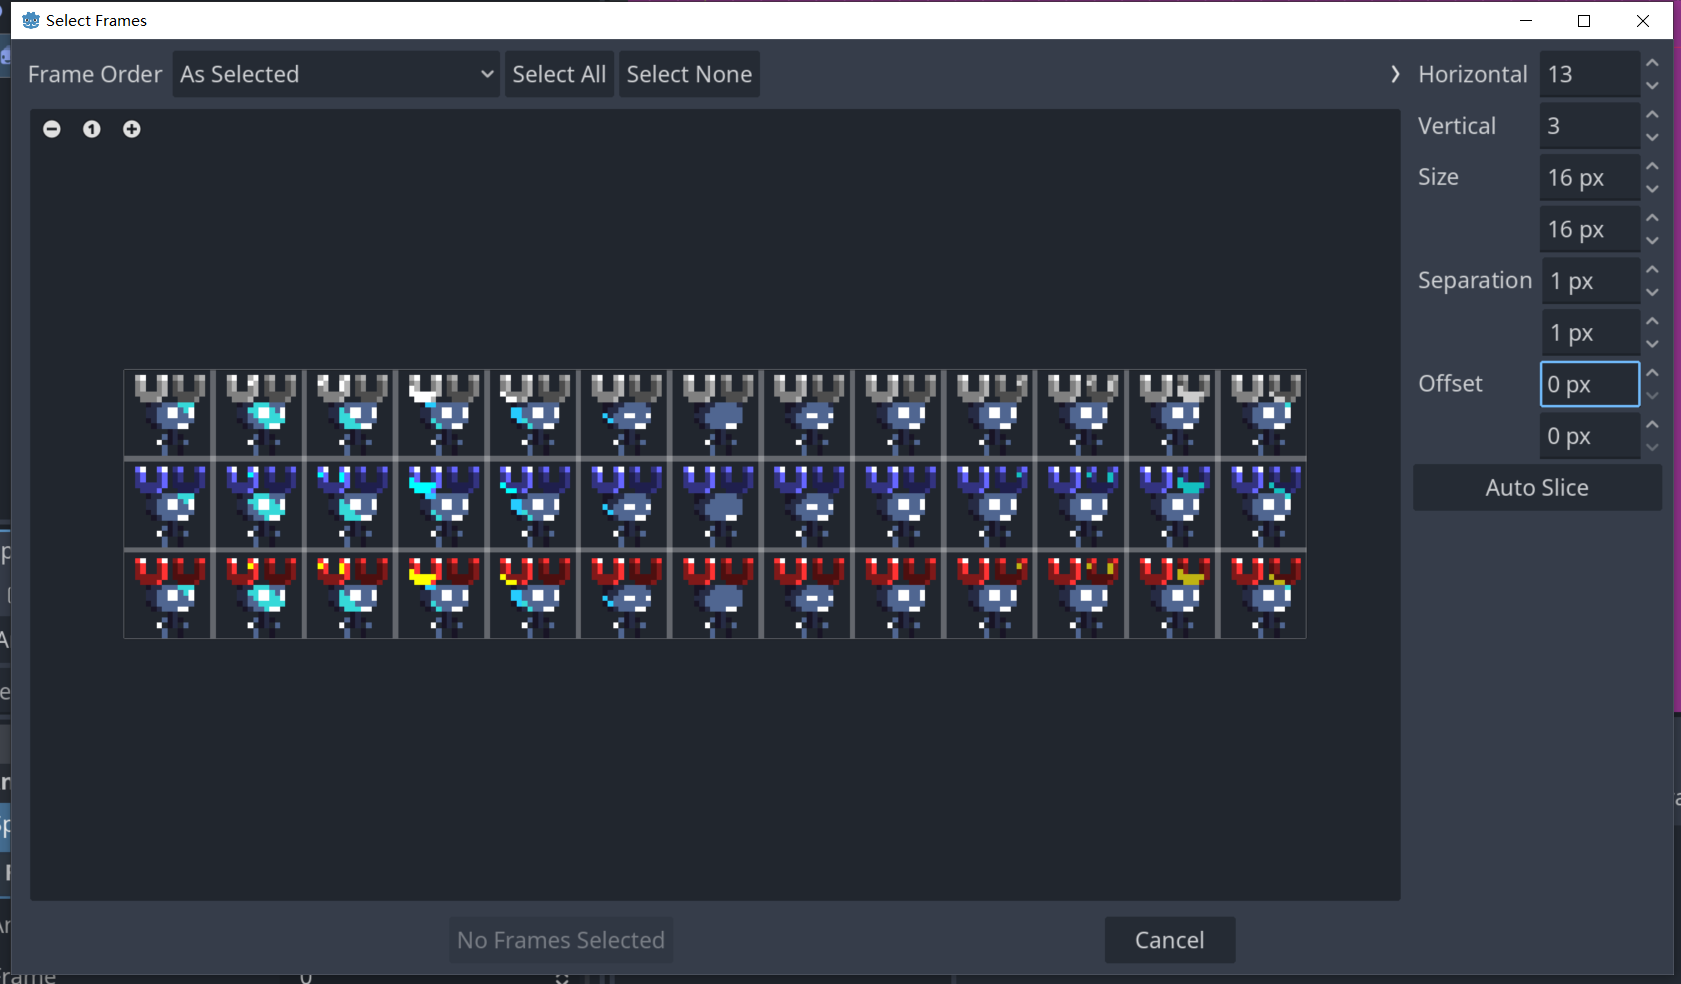 Select Frames
Frame Order As Selected Select All Select None
Horizontal 13
Vertical 3
Size 16 px
16 px
Separation 1 px
1 px
Offset 0 px
0 px
Auto Slice
No Frames Selected Cancel